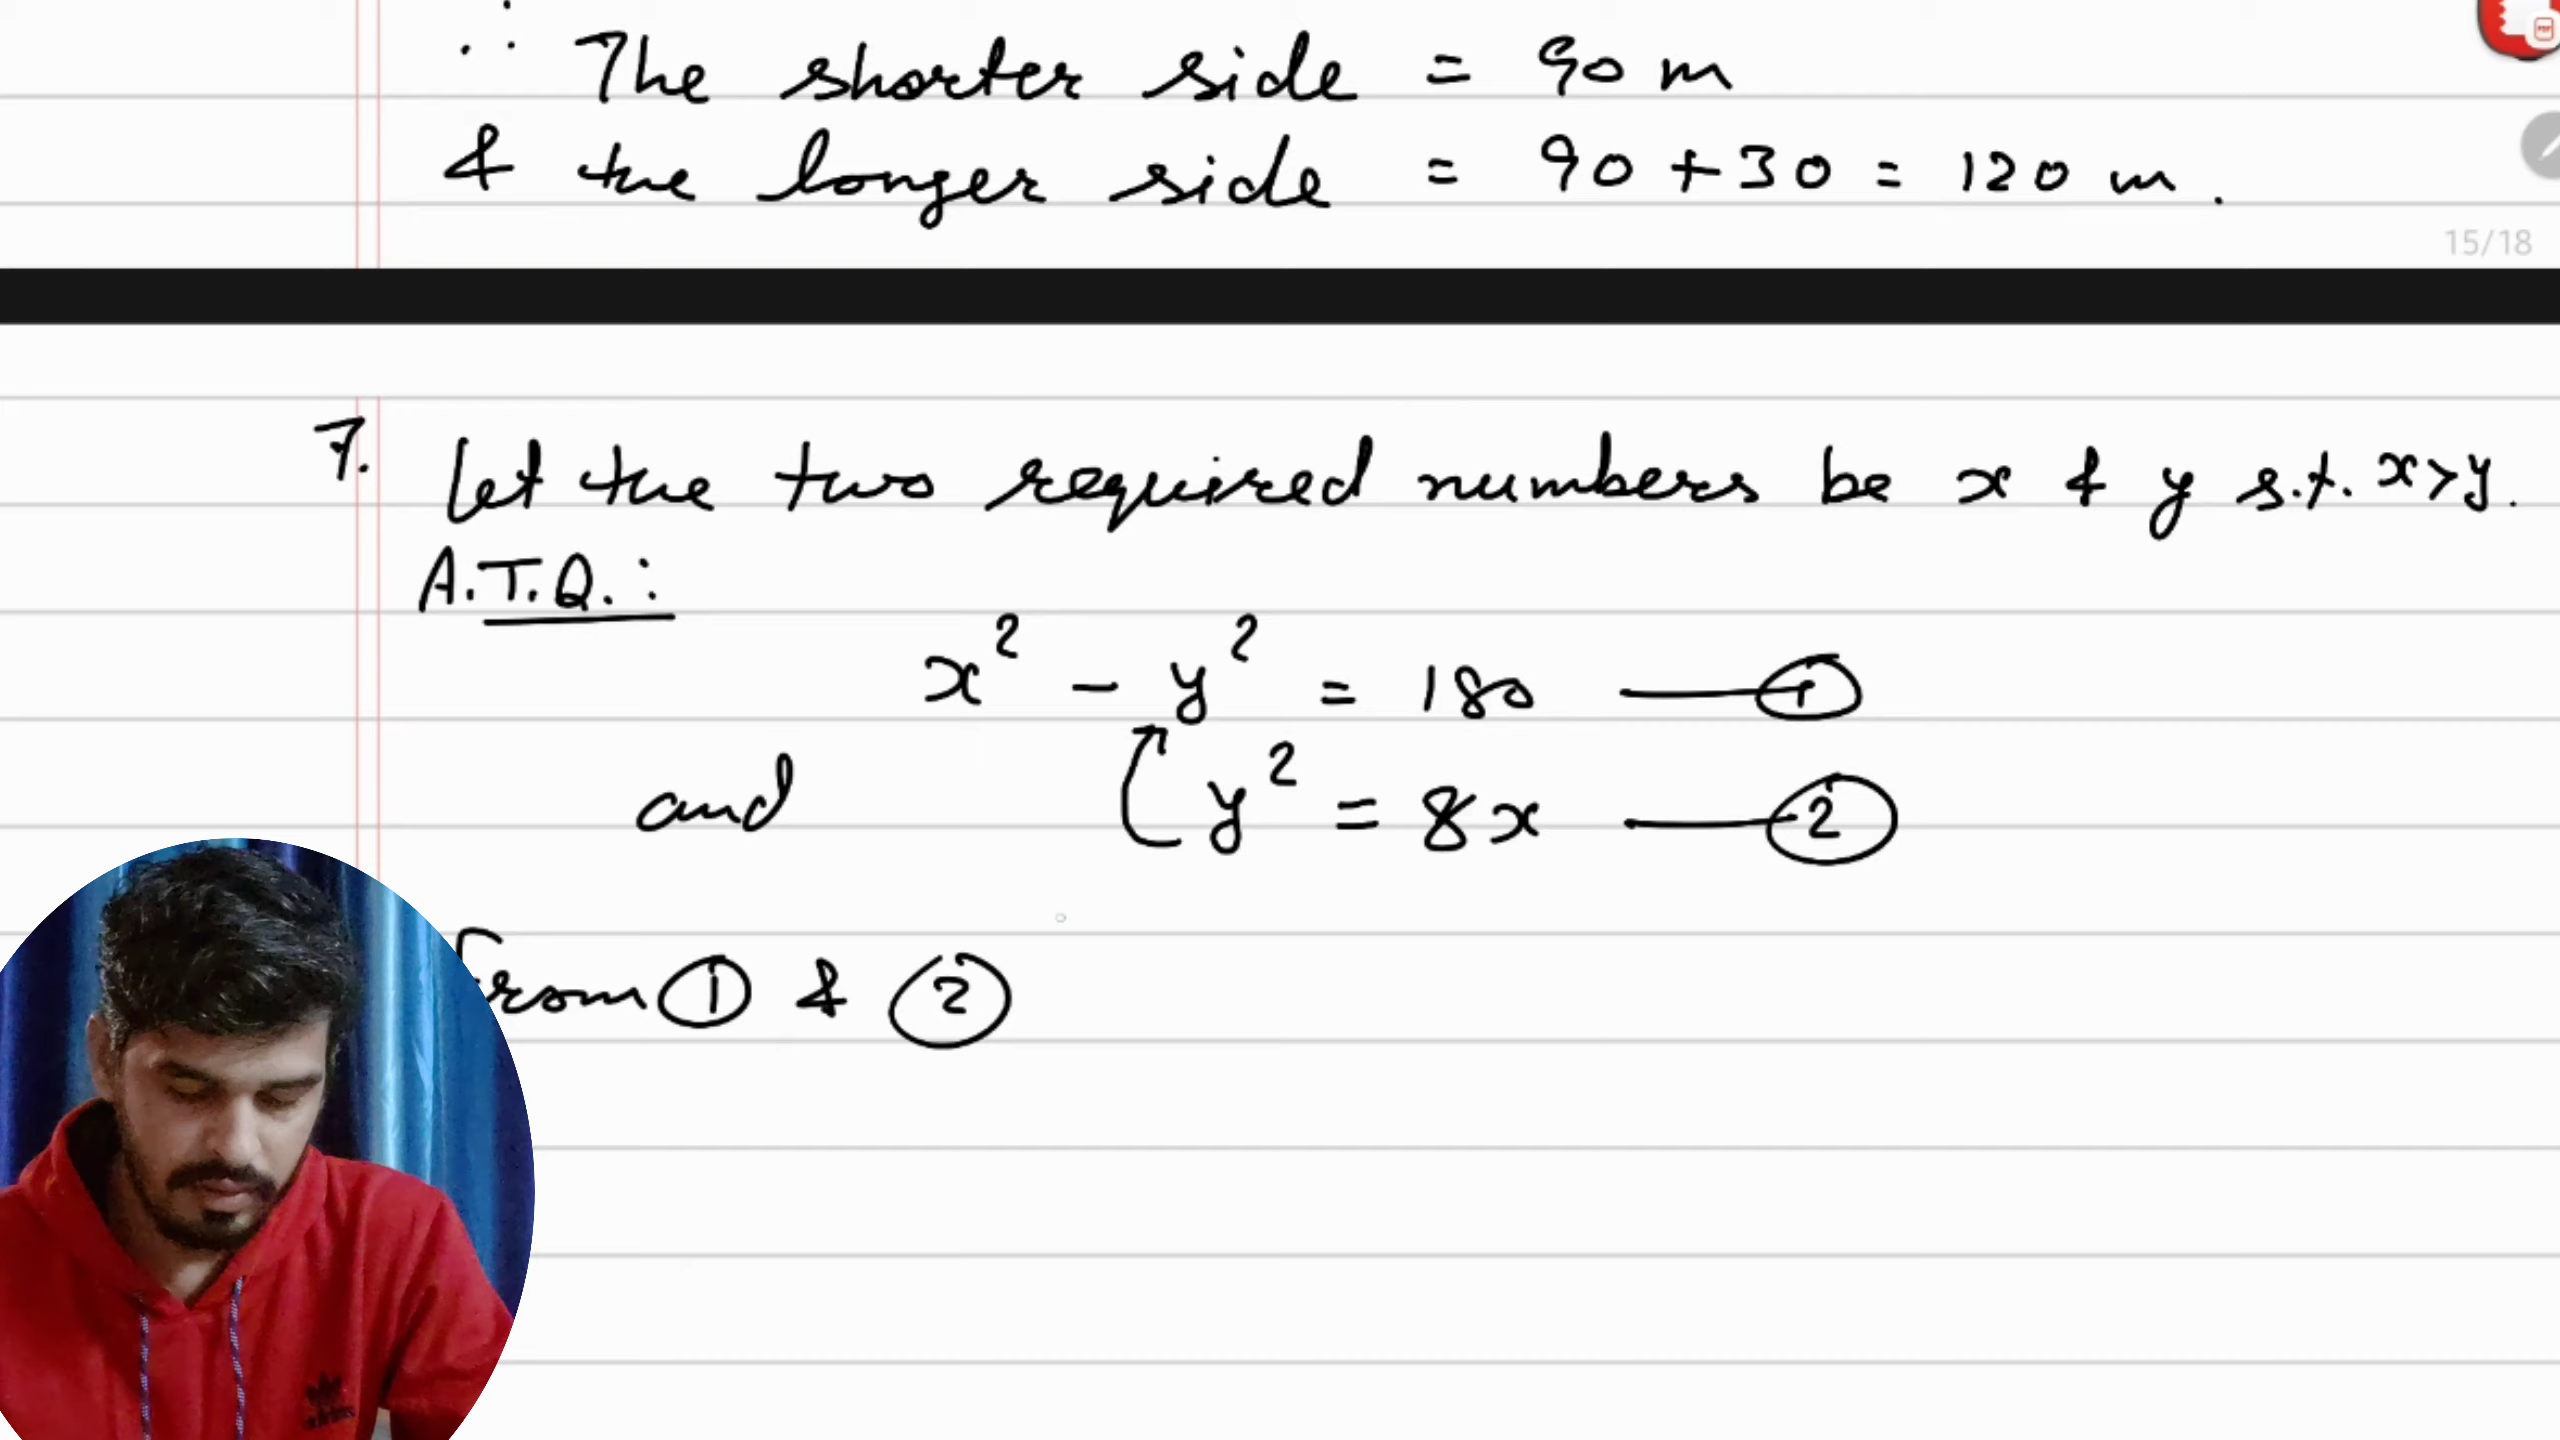 ∴ The shorter side = 90 m
& the longer side = 90 + 30 = 120 m.
15/18
7. Let the two required numbers be x & y s.t. x>y.
A.T.Q. :
x² - y² = 180 —①
and y² = 8x —②
From ① & ②
adidas